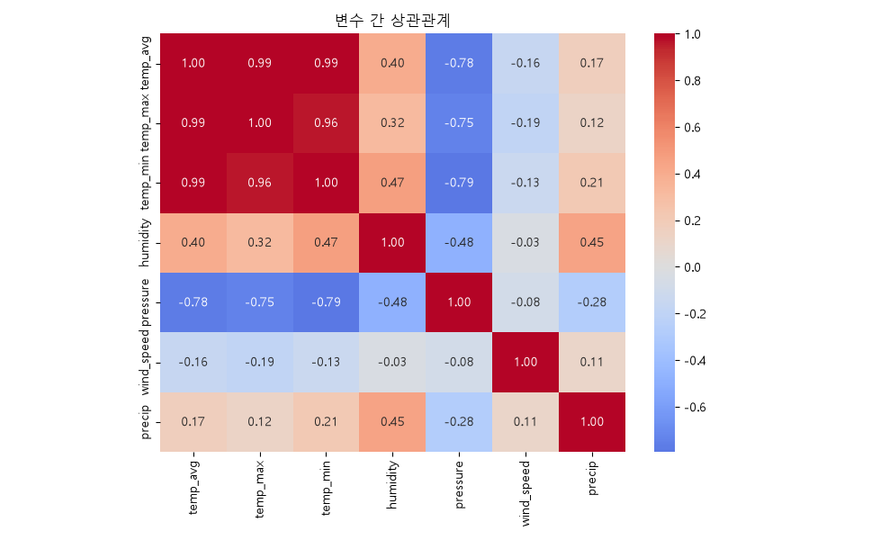 변수 간 상관관계
temp_avg 1.00 0.99 0.99 0.40 -0.78 -0.16 0.17
temp_max 0.99 1.00 0.96 0.32 -0.75 -0.19 0.12
temp_min 0.99 0.96 1.00 0.47 -0.79 -0.13 0.21
humidity 0.40 0.32 0.47 1.00 -0.48 -0.03 0.45
pressure -0.78 -0.75 -0.79 -0.48 1.00 -0.08 -0.28
wind_speed -0.16 -0.19 -0.13 -0.03 -0.08 1.00 0.11
precip 0.17 0.12 0.21 0.45 -0.28 0.11 1.00
temp_avg temp_max temp_min humidity pressure wind_speed precip
1.0
0.8
0.6
0.4
0.2
0.0
-0.2
-0.4
-0.6